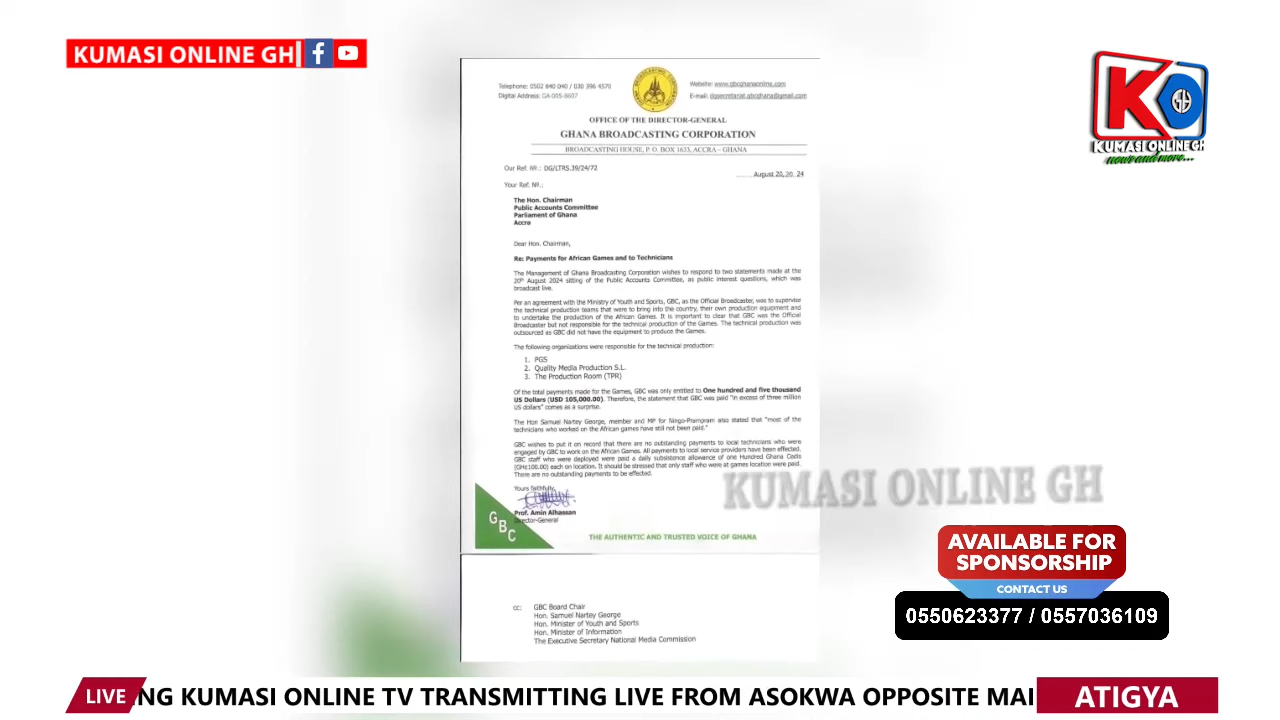 KUMASI ONLINE GH
KO
GH
KUMASI ONLINE GH
news and more...
Telephone: 0502 840 040 / 030 396 4570
Digital Address: GA-005-8607
Website: www.gbcghanaonline.com
E-mail: dgsecretariat.gbcghana@gmail.com
OFFICE OF THE DIRECTOR-GENERAL
GHANA BROADCASTING CORPORATION
BROADCASTING HOUSE, P. O. BOX 1633, ACCRA – GHANA
Our Ref. Nº.: DG/LTRS.39/24/72
August 20, 20 24
Your Ref. Nº.:
The Hon. Chairman
Public Accounts Committee
Parliament of Ghana
Accra
Dear Hon. Chairman,
Re: Payments for African Games and to Technicians
The Management of Ghana Broadcasting Corporation wishes to respond to two statements made at the
20th August 2024 sitting of the Public Accounts Committee, as public interest questions, which was
broadcast live.
Per an agreement with the Ministry of Youth and Sports, GBC, as the Official Broadcaster, was to supervise
the technical production teams that were to bring into the country, their own production equipment and
to undertake the production of the African Games. It is important to clear that GBC was the Official
Broadcaster but not responsible for the technical production of the Games. The technical production was
outsourced as GBC did not have the equipment to produce the Games.
The following organizations were responsible for the technical production:
1. PGS
2. Quality Media Production S.L.
3. The Production Room (TPR)
Of the total payments made for the Games, GBC was only entitled to One hundred and five thousand
US Dollars (USD 105,000.00). Therefore, the statement that GBC was paid "in excess of three million
US dollars" comes as a surprise.
The Hon Samuel Nartey George, member and MP for Ningo-Prampram also stated that "most of the
technicians who worked on the African games have still not been paid."
GBC wishes to put it on record that there are no outstanding payments to local technicians who were
engaged by GBC to work on the African Games. All payments to local service providers have been effected.
GBC staff who were deployed were paid a daily subsistence allowance of one Hundred Ghana Cedis
(GH¢100.00) each on location. It should be stressed that only staff who were at games location were paid.
There are no outstanding payments to be effected.
Yours faithfully,
Prof. Amin Alhassan
Director-General
GBC
THE AUTHENTIC AND TRUSTED VOICE OF GHANA
cc: GBC Board Chair
Hon. Samuel Nartey George
Hon. Minister of Youth and Sports
Hon. Minister of Information
The Executive Secretary National Media Commission
KUMASI ONLINE GH
AVAILABLE FOR
SPONSORSHIP
CONTACT US
0550623377 / 0557036109
LIVE
NG KUMASI ONLINE TV TRANSMITTING LIVE FROM ASOKWA OPPOSITE MAI
ATIGYA